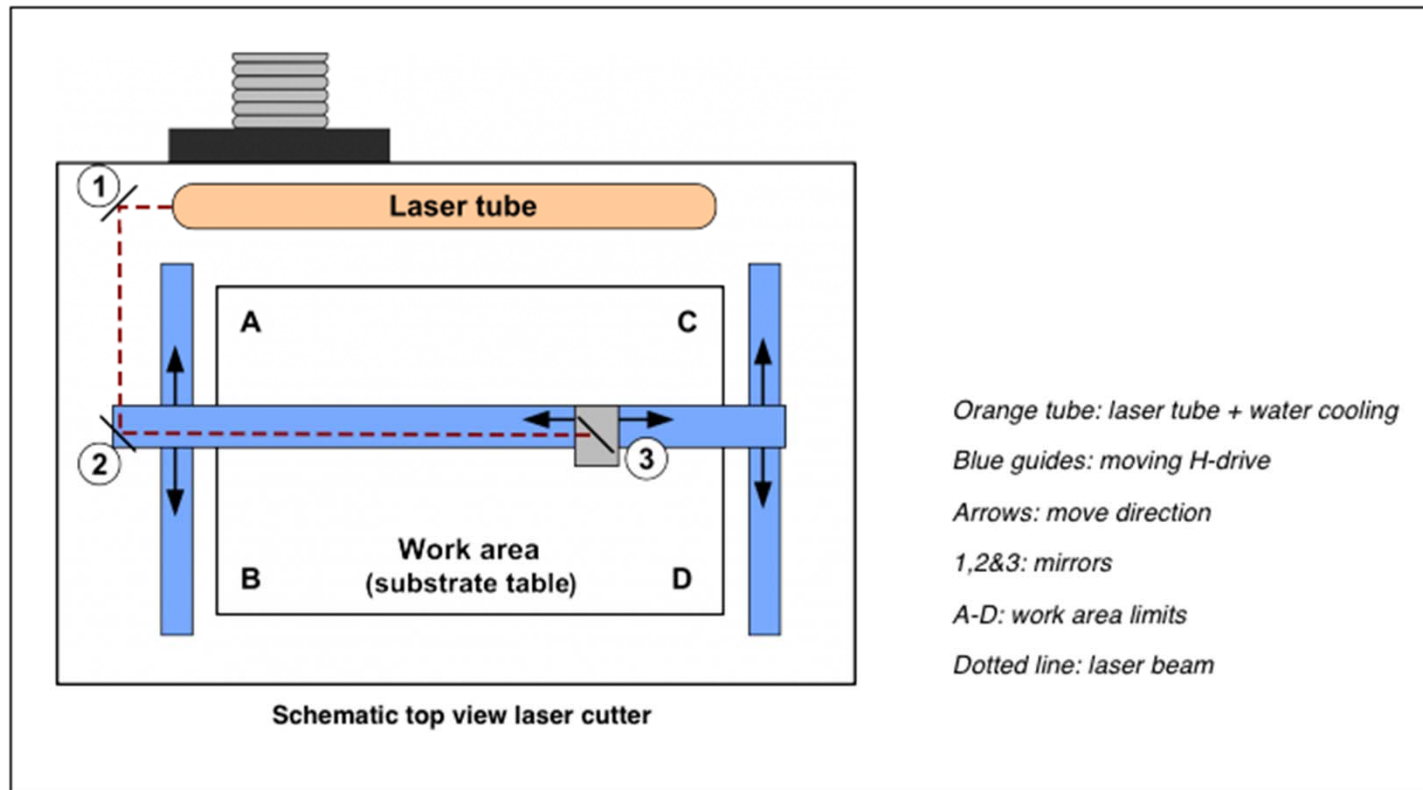 1
Laser tube
A
C
2
3
Work area
(substrate table)
B
D
Orange tube: laser tube + water cooling
Blue guides: moving H-drive
Arrows: move direction
1,2&3: mirrors
A-D: work area limits
Dotted line: laser beam
Schematic top view laser cutter